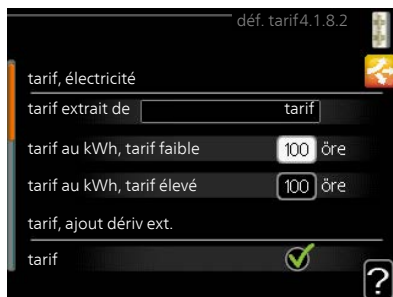 déf. tarif4.1.8.2
tarif, électricité
tarif extrait de tarif
tarif au kWh, tarif faible 100 öre
tarif au kWh, tarif élevé 100 öre
tarif, ajout dériv ext.
tarif
?